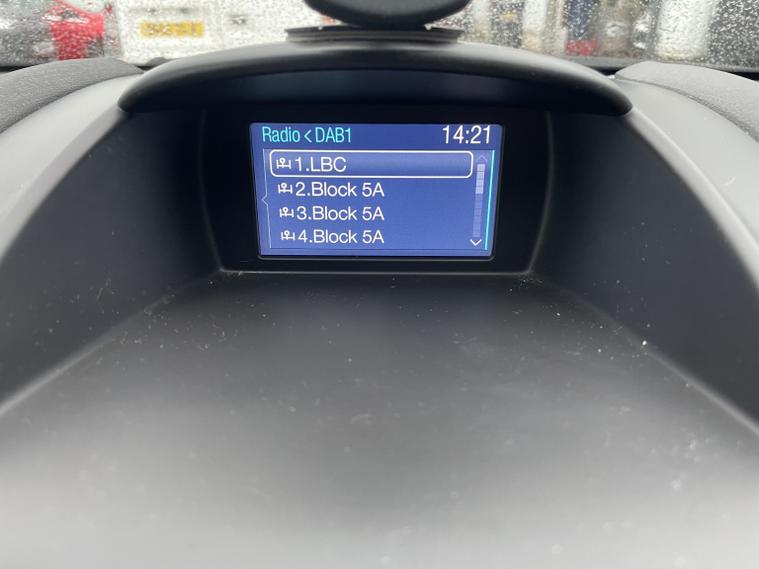 Radio < DAB1 14:21
1.LBC
2.Block 5A
3.Block 5A
4.Block 5A